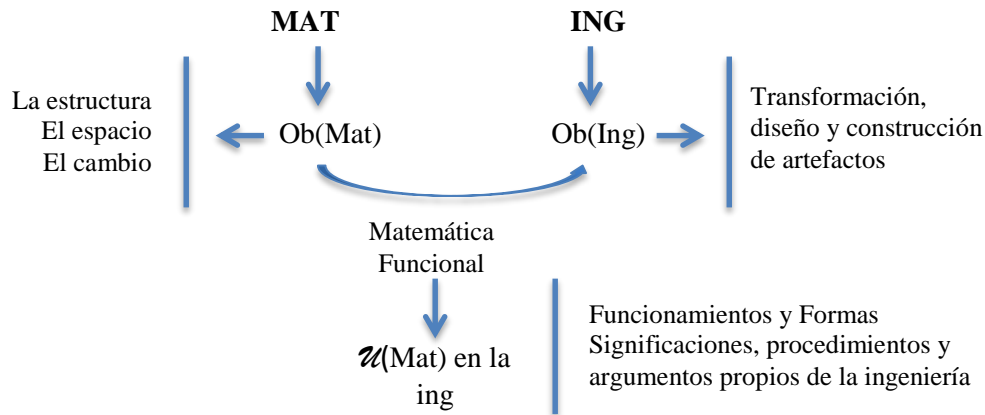 MAT
ING
La estructura
El espacio
El cambio
Ob(Mat)
Ob(Ing)
Transformación,
diseño y construcción
de artefactos
Matemática
Funcional
𝒰(Mat) en la
ing
Funcionamientos y Formas
Significaciones, procedimientos y
argumentos propios de la ingeniería